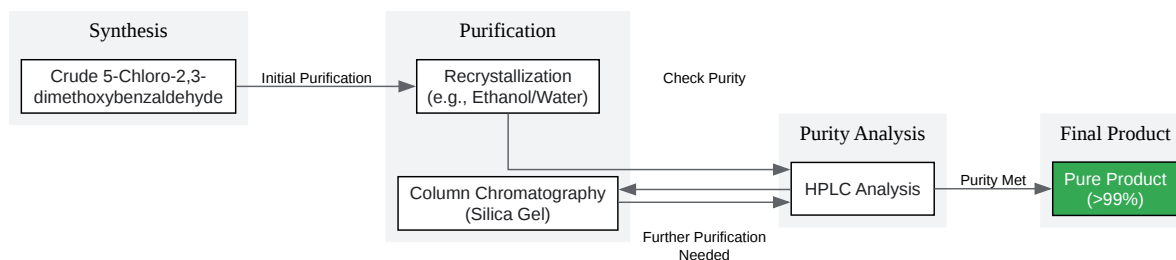 Synthesis
Crude 5-Chloro-2,3-
dimethoxybenzaldehyde
Initial Purification
Purification
Recrystallization
(e.g., Ethanol/Water)
Check Purity
Column Chromatography
(Silica Gel)
Further Purification
Needed
Purity Analysis
HPLC Analysis
Purity Met
Final Product
Pure Product
(>99%)